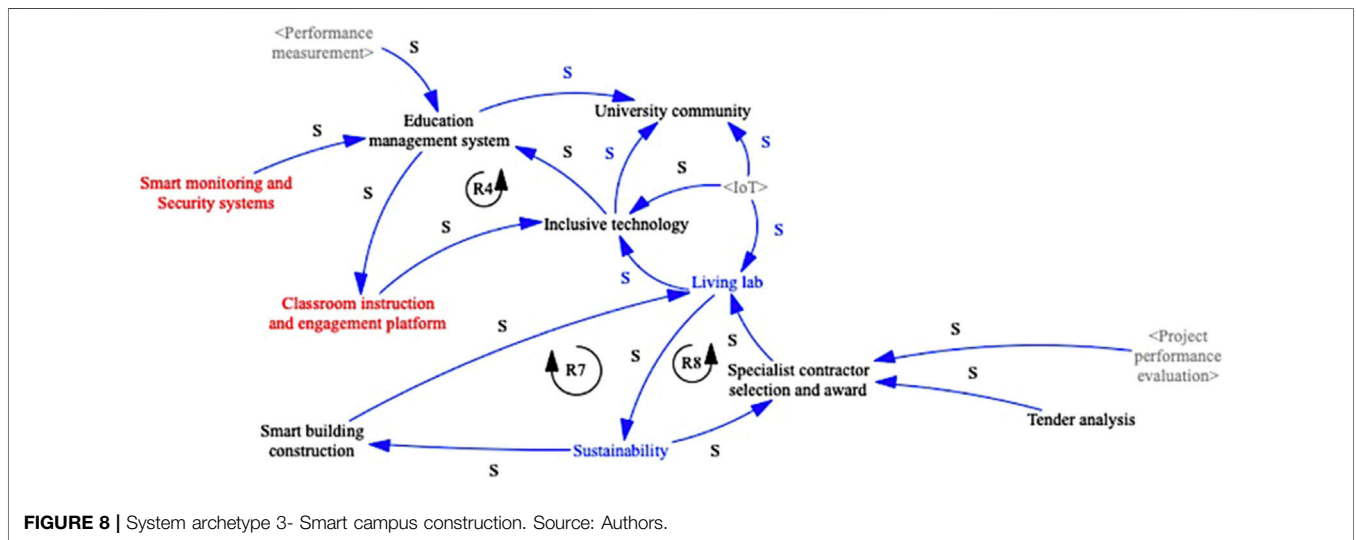 <Performance
measurement>
S
S
University community
Education
management system
S
S
S
S
S
<IoT>
Smart monitoring and
Security systems
S
R4
S
Inclusive technology
S
S
Living lab
Classroom instruction
and engagement platform
S
S
<Project
performance
evaluation>
S
S
R7
R8
Specialist contractor
selection and award
S
Tender analysis
Smart building
construction
Sustainability
S
S
FIGURE 8 | System archetype 3- Smart campus construction. Source: Authors.